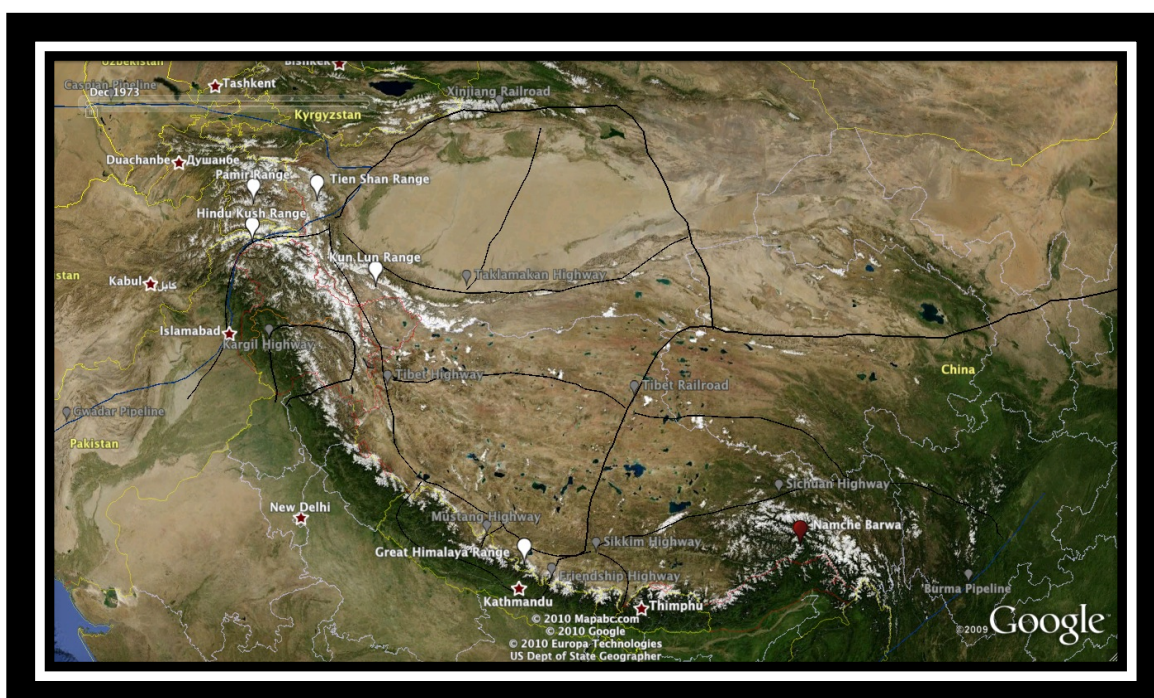 Uzbekistan
Bishkek
Caspian Pipeline
Tashkent
Dec 1973
Xinjiang Railroad
Kyrgyzstan
Duachanbe Душанбе
Pamir Range
Tien Shan Range
Hindu Kush Range
Kun Lun Range
stan
Kabul کابل
Taklamakan Highway
Islamabad
Kargil Highway
China
Tibet Highway
Tibet Railroad
Gwadar Pipeline
Pakistan
Sichuan Highway
New Delhi
Mustang Highway
Namche Barwa
Great Himalaya Range
Sikkim Highway
Friendship Highway
Burma Pipeline
Kathmandu
Thimphu
© 2010 Mapabc.com
© 2010 Google
© 2010 Europa Technologies
US Dept of State Geographer
©2009 Google